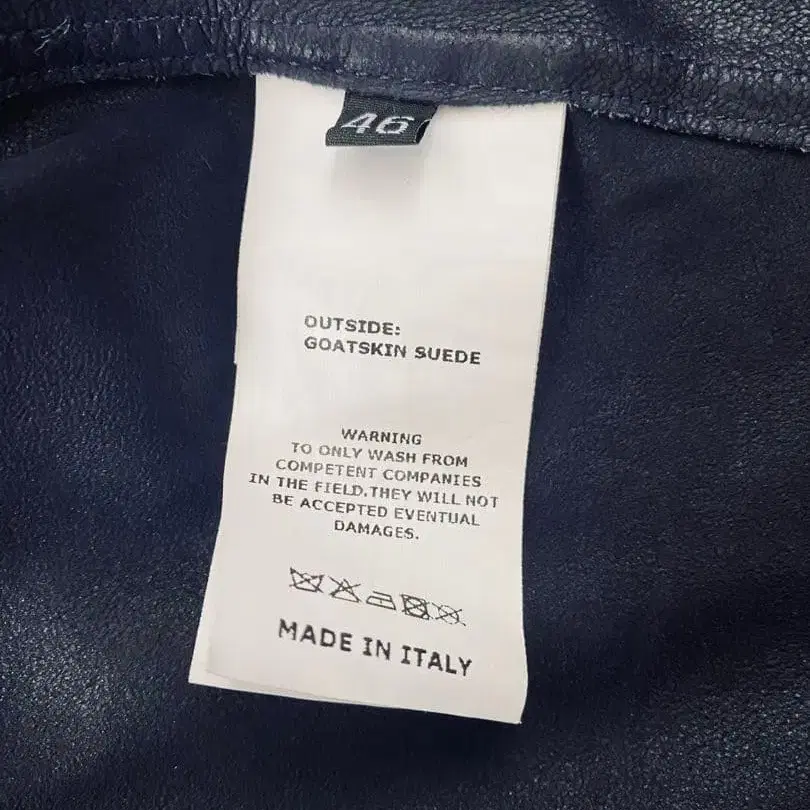 46
OUTSIDE:
GOATSKIN SUEDE
WARNING
TO ONLY WASH FROM
COMPETENT COMPANIES
IN THE FIELD.THEY WILL NOT
BE ACCEPTED EVENTUAL
DAMAGES.
MADE IN ITALY